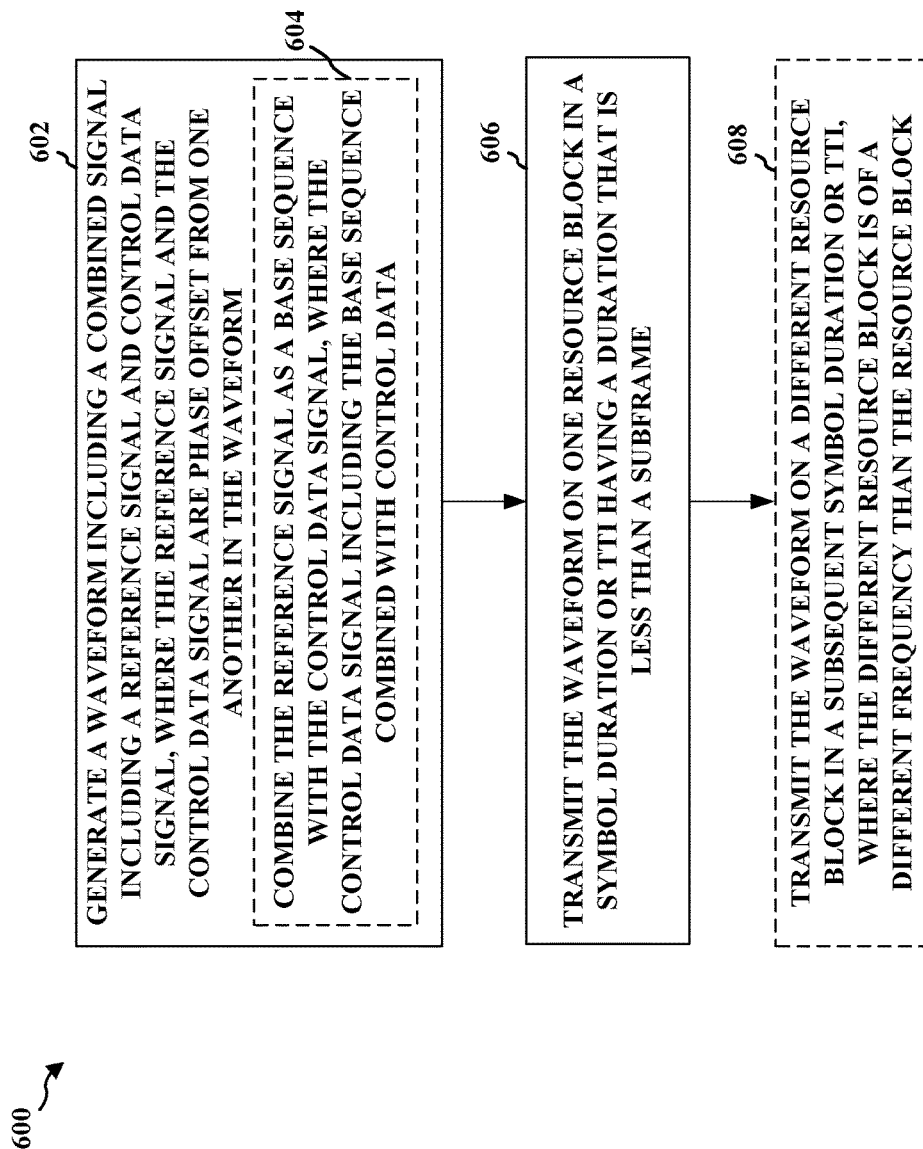 600
602
GENERATE A WAVEFORM INCLUDING A COMBINED SIGNAL
INCLUDING A REFERENCE SIGNAL AND CONTROL DATA
SIGNAL, WHERE THE REFERENCE SIGNAL AND THE
CONTROL DATA SIGNAL ARE PHASE OFFSET FROM ONE
ANOTHER IN THE WAVEFORM
604
COMBINE THE REFERENCE SIGNAL AS A BASE SEQUENCE
WITH THE CONTROL DATA SIGNAL, WHERE THE
CONTROL DATA SIGNAL INCLUDING THE BASE SEQUENCE
COMBINED WITH CONTROL DATA
606
TRANSMIT THE WAVEFORM ON ONE RESOURCE BLOCK IN A
SYMBOL DURATION OR TTI HAVING A DURATION THAT IS
LESS THAN A SUBFRAME
608
TRANSMIT THE WAVEFORM ON A DIFFERENT RESOURCE
BLOCK IN A SUBSEQUENT SYMBOL DURATION OR TTI,
WHERE THE DIFFERENT RESOURCE BLOCK IS OF A
DIFFERENT FREQUENCY THAN THE RESOURCE BLOCK